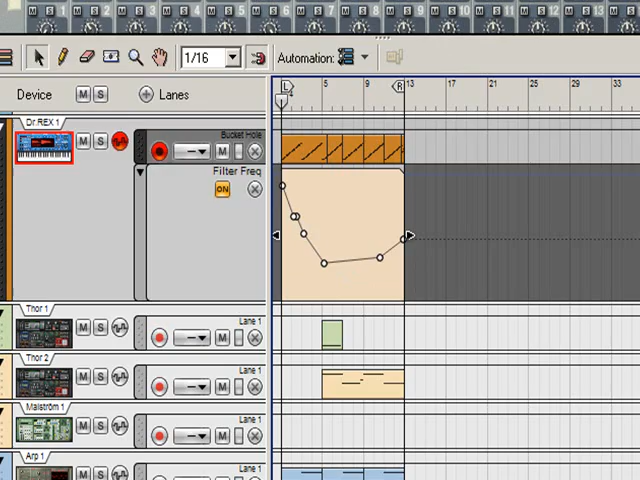 1 2 3 4 5 6 7 8 9 10 11 12 13
M S M S M S M S M S M S M S M S M S M S M S M S M S
1/16 Automation:
Device M S + Lanes
L R
5 9 13 17 21 25 29 33
Dr.REX 1
M S Bucket Hole
M
Filter Freq
ON
Thor 1
M S Lane 1
M
Thor 2
M S Lane 1
M
Malström 1
M S Lane 1
M
Arp 1
M S Lane 1